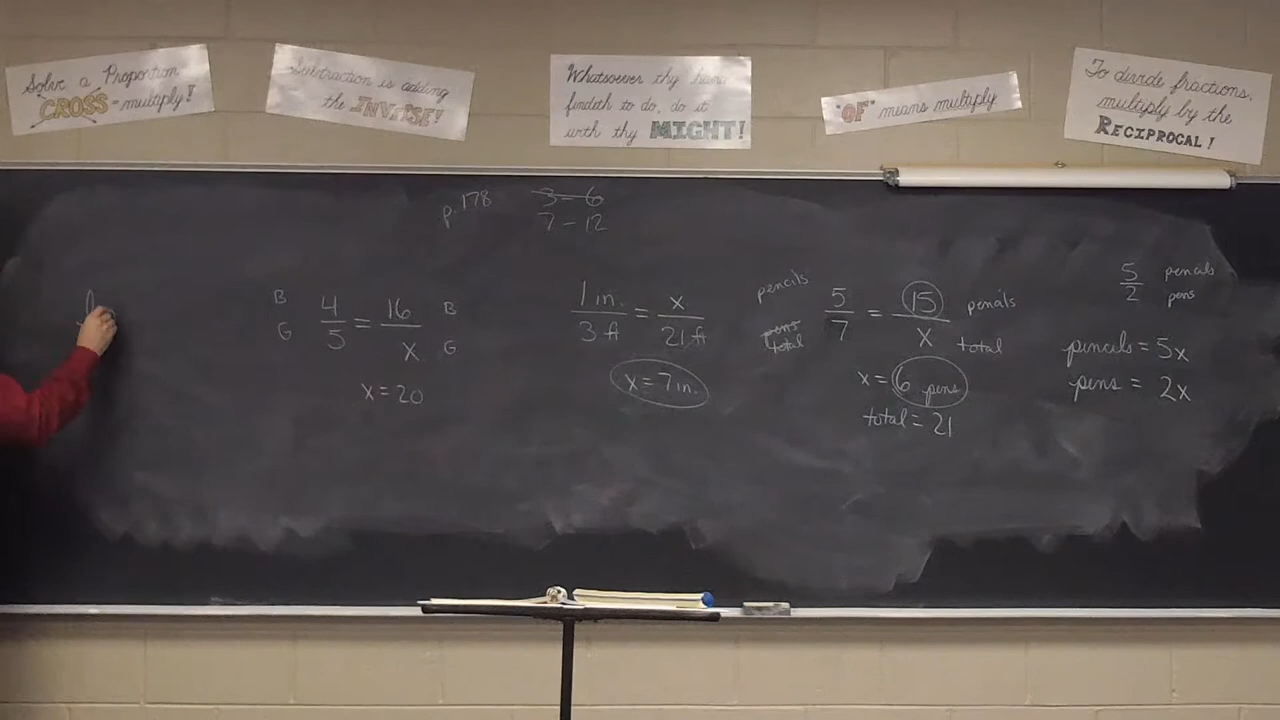 Solve a Proportion
CROSS-multiply!
Subtraction is adding
the INVERSE!
Whatsoever thy hand
findeth to do, do it
with thy MIGHT!
"OF" means multiply
To divide fractions,
multiply by the
RECIPROCAL!
p. 178
3-6
7-12
B 4/5 = 16/x B
G G
x = 20
1 in./3 ft = x/21 ft
x = 7 in.
pencils 5/7 = 15/x pencils
pens
total total
x = 6 pens
total = 21
5 pencils
2 pens
pencils = 5x
pens = 2x